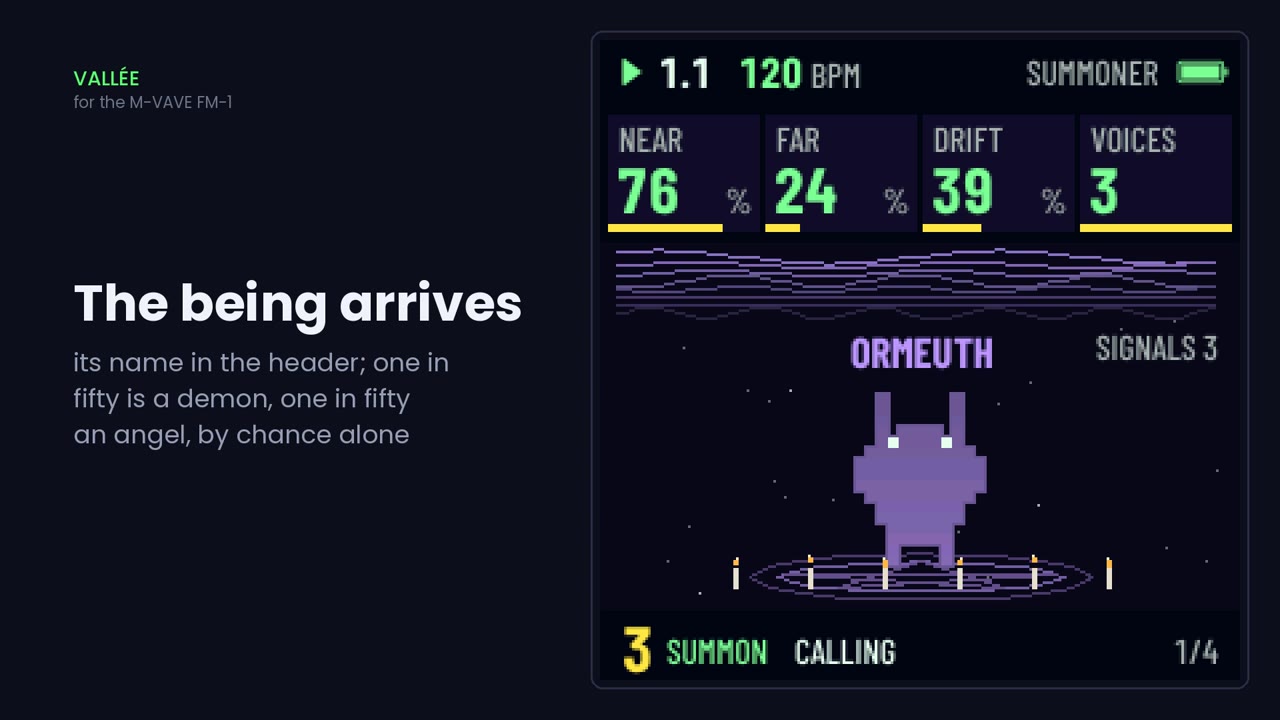 VALLÉE
for the M-VAVE FM-1
The being arrives
its name in the header; one in
fifty is a demon, one in fifty
an angel, by chance alone
1.1 120 BPM SUMMONER
NEAR FAR DRIFT VOICES
76 % 24 % 39 % 3
ORMEUTH
SIGNALS 3
3 SUMMON CALLING 1/4